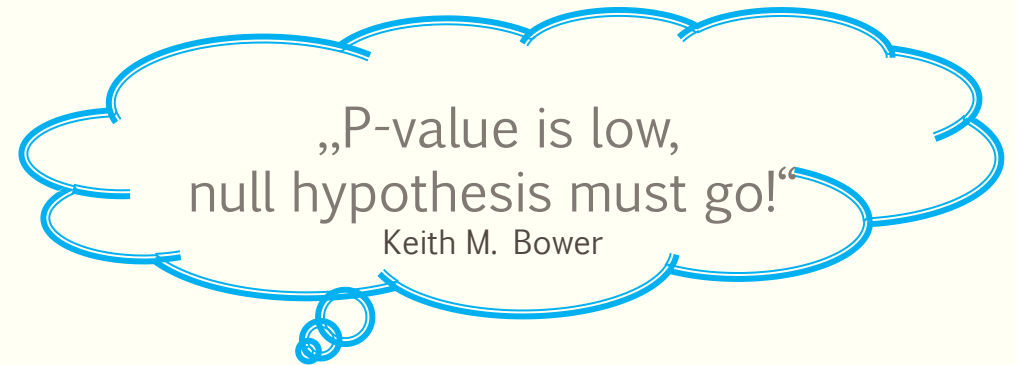 „P-value is low,
null hypothesis must go!“
Keith M. Bower